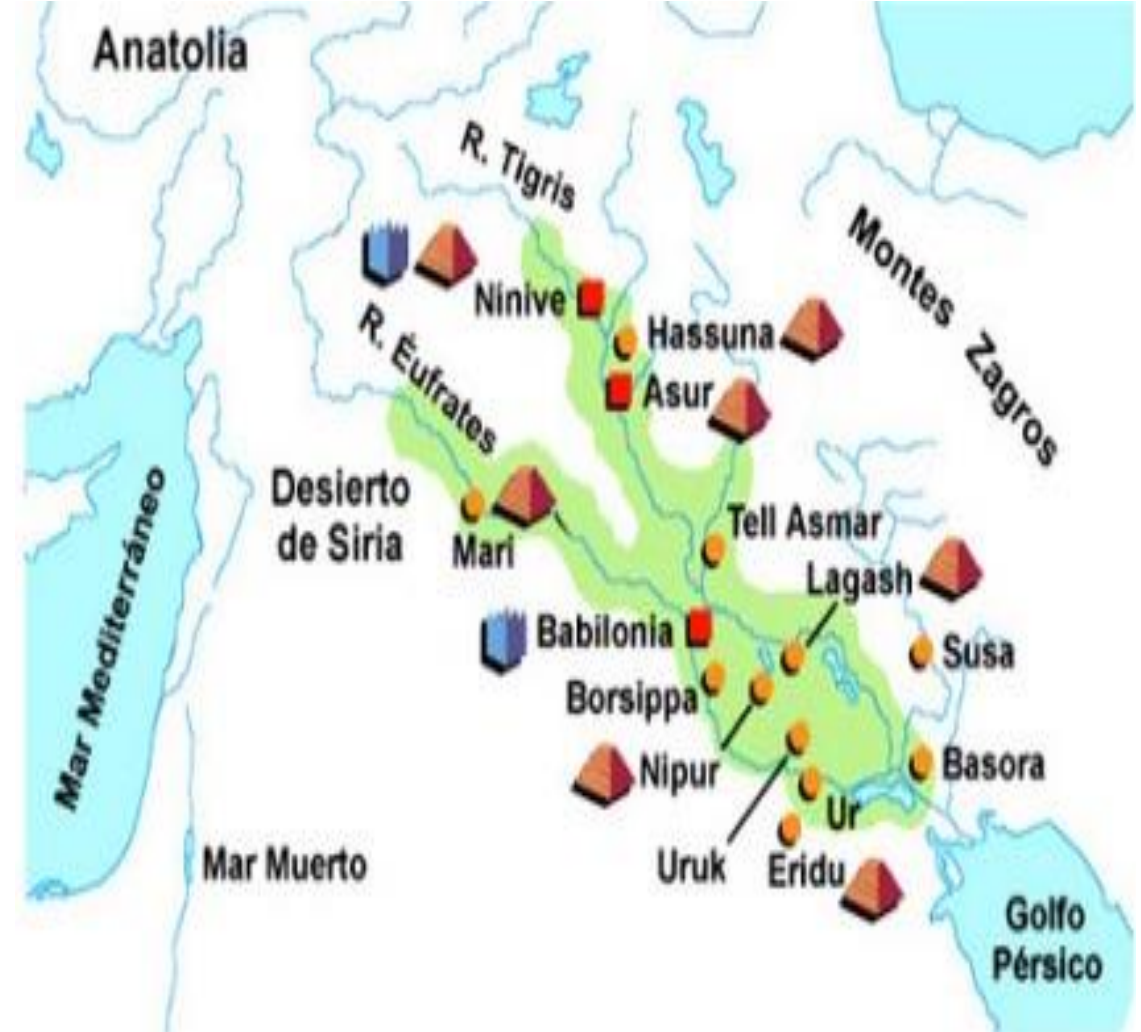 Anatolia
R. Tigris
Montes Zagros
Ninive
R. Éufrates
Hassuna
Asur
Desierto
de Siria
Mari
Tell Asmar
Lagash
Mar Mediterráneo
Babilonia
Susa
Borsippa
Nipur
Basora
Ur
Uruk
Eridu
Mar Muerto
Golfo
Pérsico